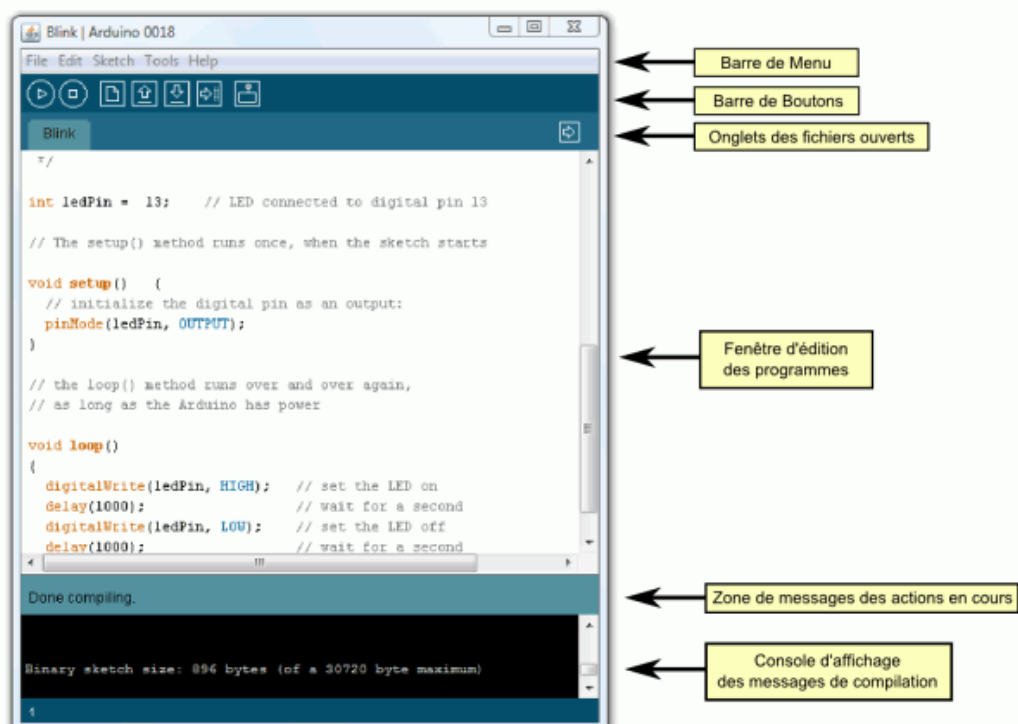 Blink | Arduino 0018
File Edit Sketch Tools Help
Barre de Menu
Barre de Boutons
Blink
Onglets des fichiers ouverts
*/
int ledPin =  13;    // LED connected to digital pin 13
// The setup() method runs once, when the sketch starts
void setup()   {
// initialize the digital pin as an output:
pinMode(ledPin, OUTPUT);
}
Fenêtre d'édition
des programmes
// the loop() method runs over and over again,
// as long as the Arduino has power
void loop()
{
digitalWrite(ledPin, HIGH);   // set the LED on
delay(1000);                  // wait for a second
digitalWrite(ledPin, LOW);    // set the LED off
delay(1000);                  // wait for a second
Done compiling.
Zone de messages des actions en cours
Binary sketch size: 896 bytes (of a 30720 byte maximum)
Console d'affichage
des messages de compilation
1